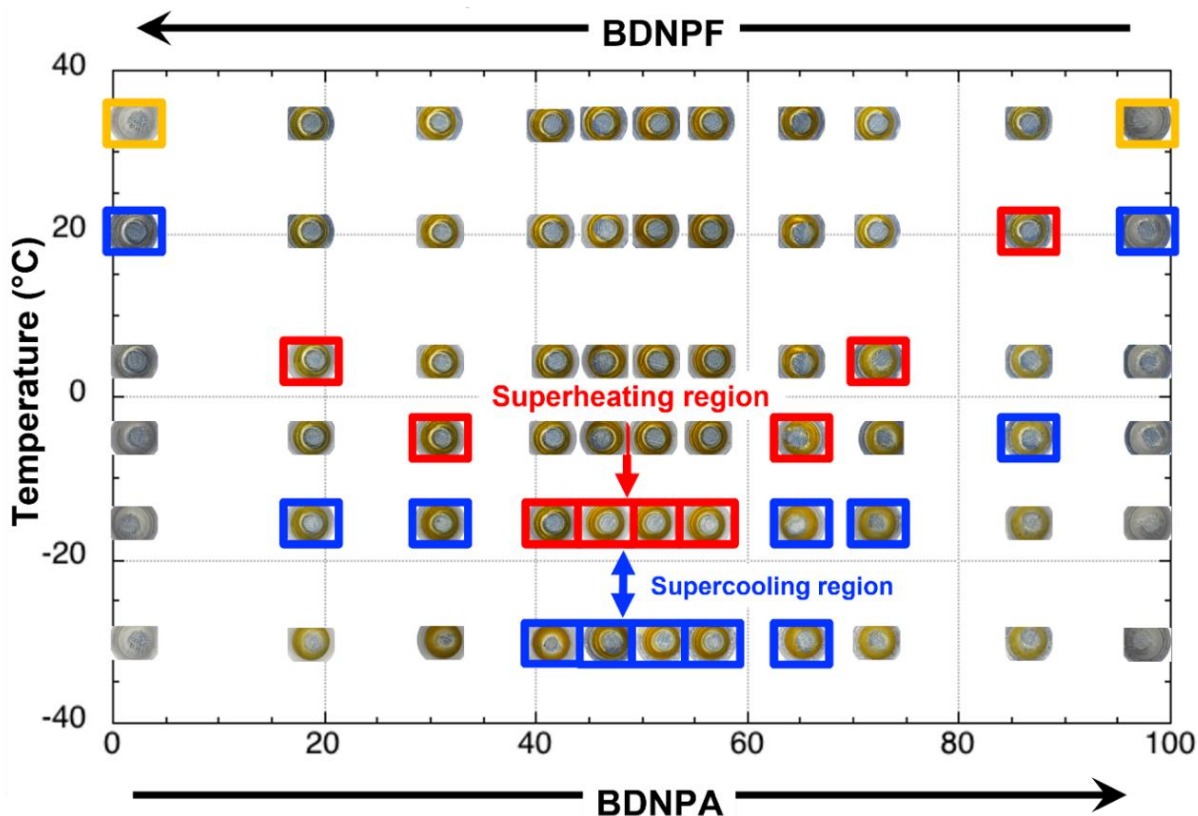 BDNPF
40
20
0
-20
-40
Temperature (°C)
Superheating region
Supercooling region
0
20
40
60
80
100
BDNPA